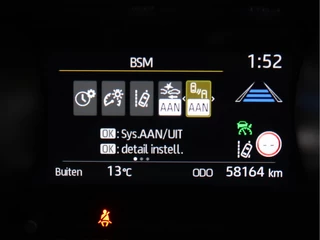 BSM
1:52
AAN
AAN
OK: Sys.AAN/UIT
OK: detail instell.
Buiten 13°C ODO 58164 km